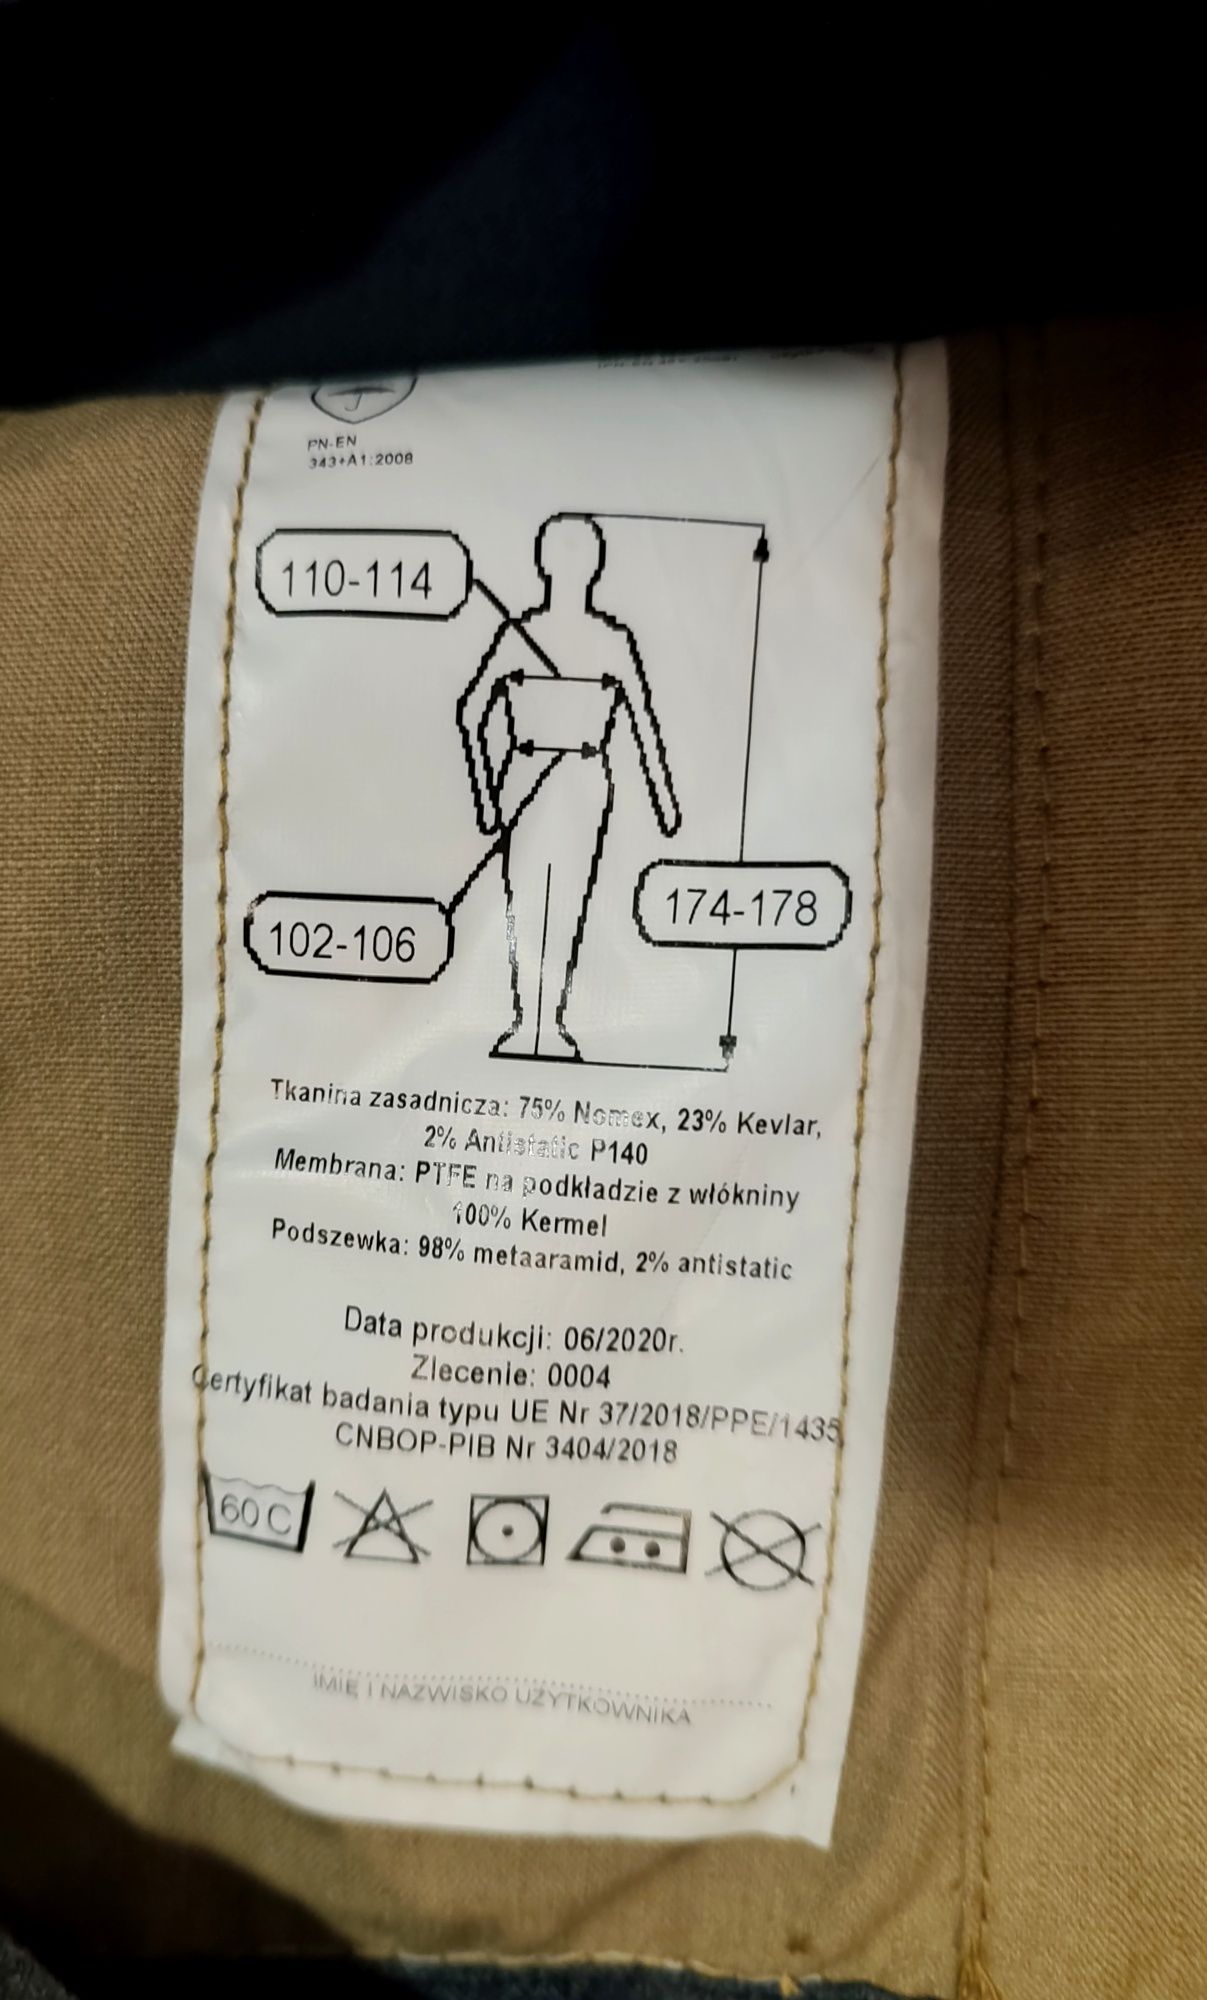 PN-EN
343+A1:2008
110-114
102-106
174-178
Tkanina zasadnicza: 75% Nomex, 23% Kevlar,
2% Antistatic P140
Membrana: PTFE na podkładzie z włókniny
100% Kermel
Podszewka: 98% metaaramid, 2% antistatic
Data produkcji: 06/2020r.
Zlecenie: 0004
Certyfikat badania typu UE Nr 37/2018/PPE/1435
CNBOP-PIB Nr 3404/2018
60 C
IMIĘ I NAZWISKO UŻYTKOWNIKA